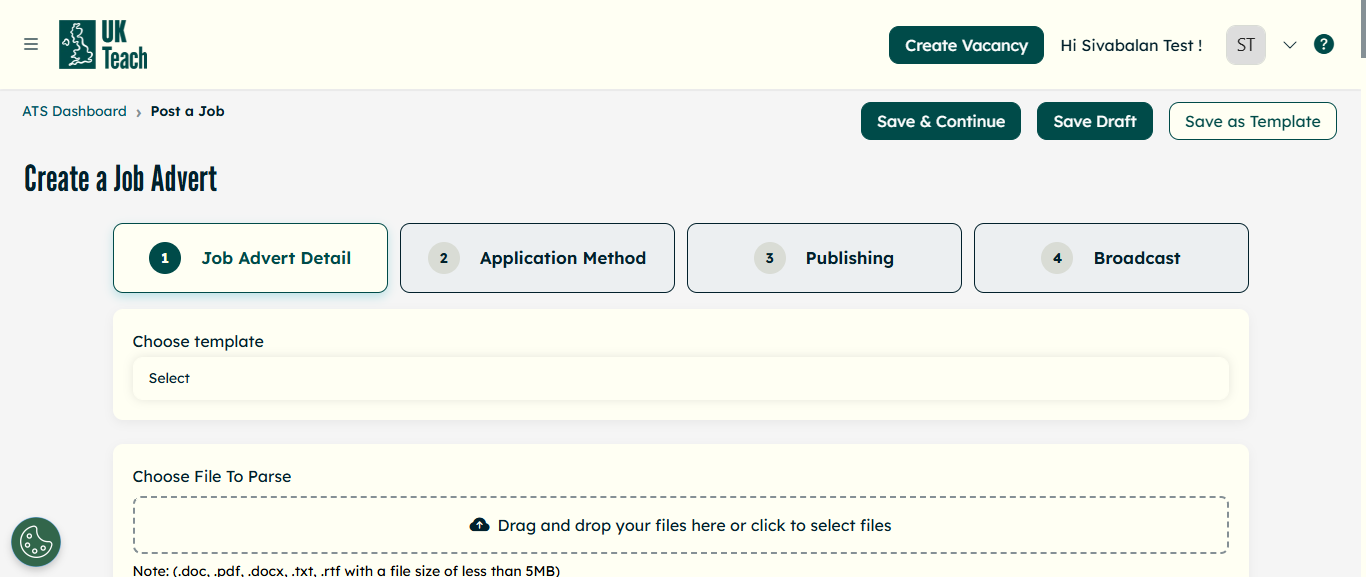 UK
Teach
Create Vacancy
Hi Sivabalan Test !
ST
?
ATS Dashboard › Post a Job
Save & Continue
Save Draft
Save as Template
Create a Job Advert
1 Job Advert Detail
2 Application Method
3 Publishing
4 Broadcast
Choose template
Select
Choose File To Parse
Drag and drop your files here or click to select files
Note: (.doc, .pdf, .docx, .txt, .rtf with a file size of less than 5MB)